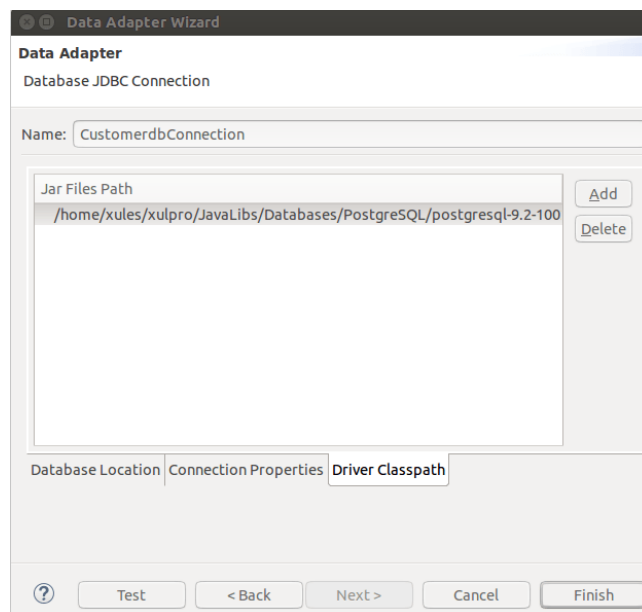 Data Adapter Wizard
Data Adapter
Database JDBC Connection
Name: CustomerdbConnection
Jar Files Path
/home/xules/xulpro/JavaLibs/Databases/PostgreSQL/postgresql-9.2-100
Add
Delete
Database Location Connection Properties Driver Classpath
? Test < Back Next > Cancel Finish